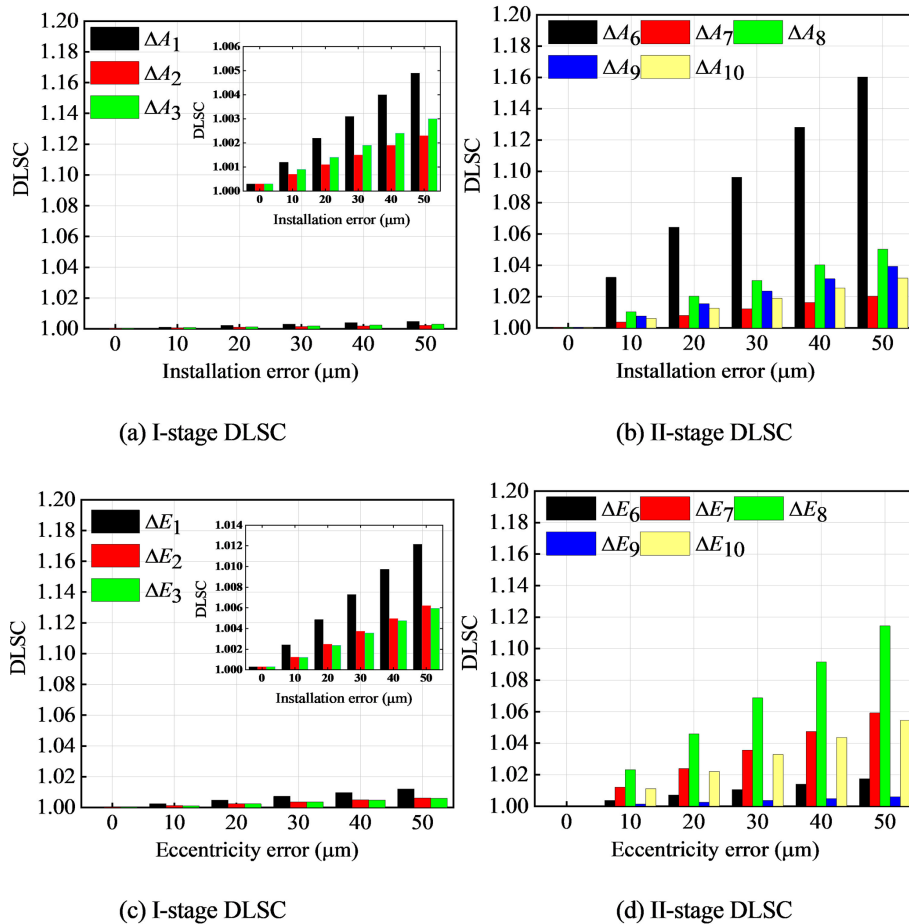 1.20
1.18
1.16
1.14
1.12
1.10
1.08
1.06
1.04
1.02
1.00
DLSC
ΔA1
ΔA2
ΔA3
1.006
1.005
1.004
1.003
1.002
1.001
1.000
DLSC
0 10 20 30 40 50
Installation error (μm)
0 10 20 30 40 50
Installation error (μm)
(a) I-stage DLSC
1.20
1.18
1.16
1.14
1.12
1.10
1.08
1.06
1.04
1.02
1.00
DLSC
ΔA6 ΔA7 ΔA8
ΔA9 ΔA10
0 10 20 30 40 50
Installation error (μm)
(b) II-stage DLSC
1.20
1.18
1.16
1.14
1.12
1.10
1.08
1.06
1.04
1.02
1.00
DLSC
ΔE1
ΔE2
ΔE3
1.014
1.012
1.010
1.008
1.006
1.004
1.002
1.000
DLSC
0 10 20 30 40 50
Installation error (μm)
0 10 20 30 40 50
Eccentricity error (μm)
(c) I-stage DLSC
1.20
1.18
1.16
1.14
1.12
1.10
1.08
1.06
1.04
1.02
1.00
DLSC
ΔE6 ΔE7 ΔE8
ΔE9 ΔE10
0 10 20 30 40 50
Eccentricity error (μm)
(d) II-stage DLSC